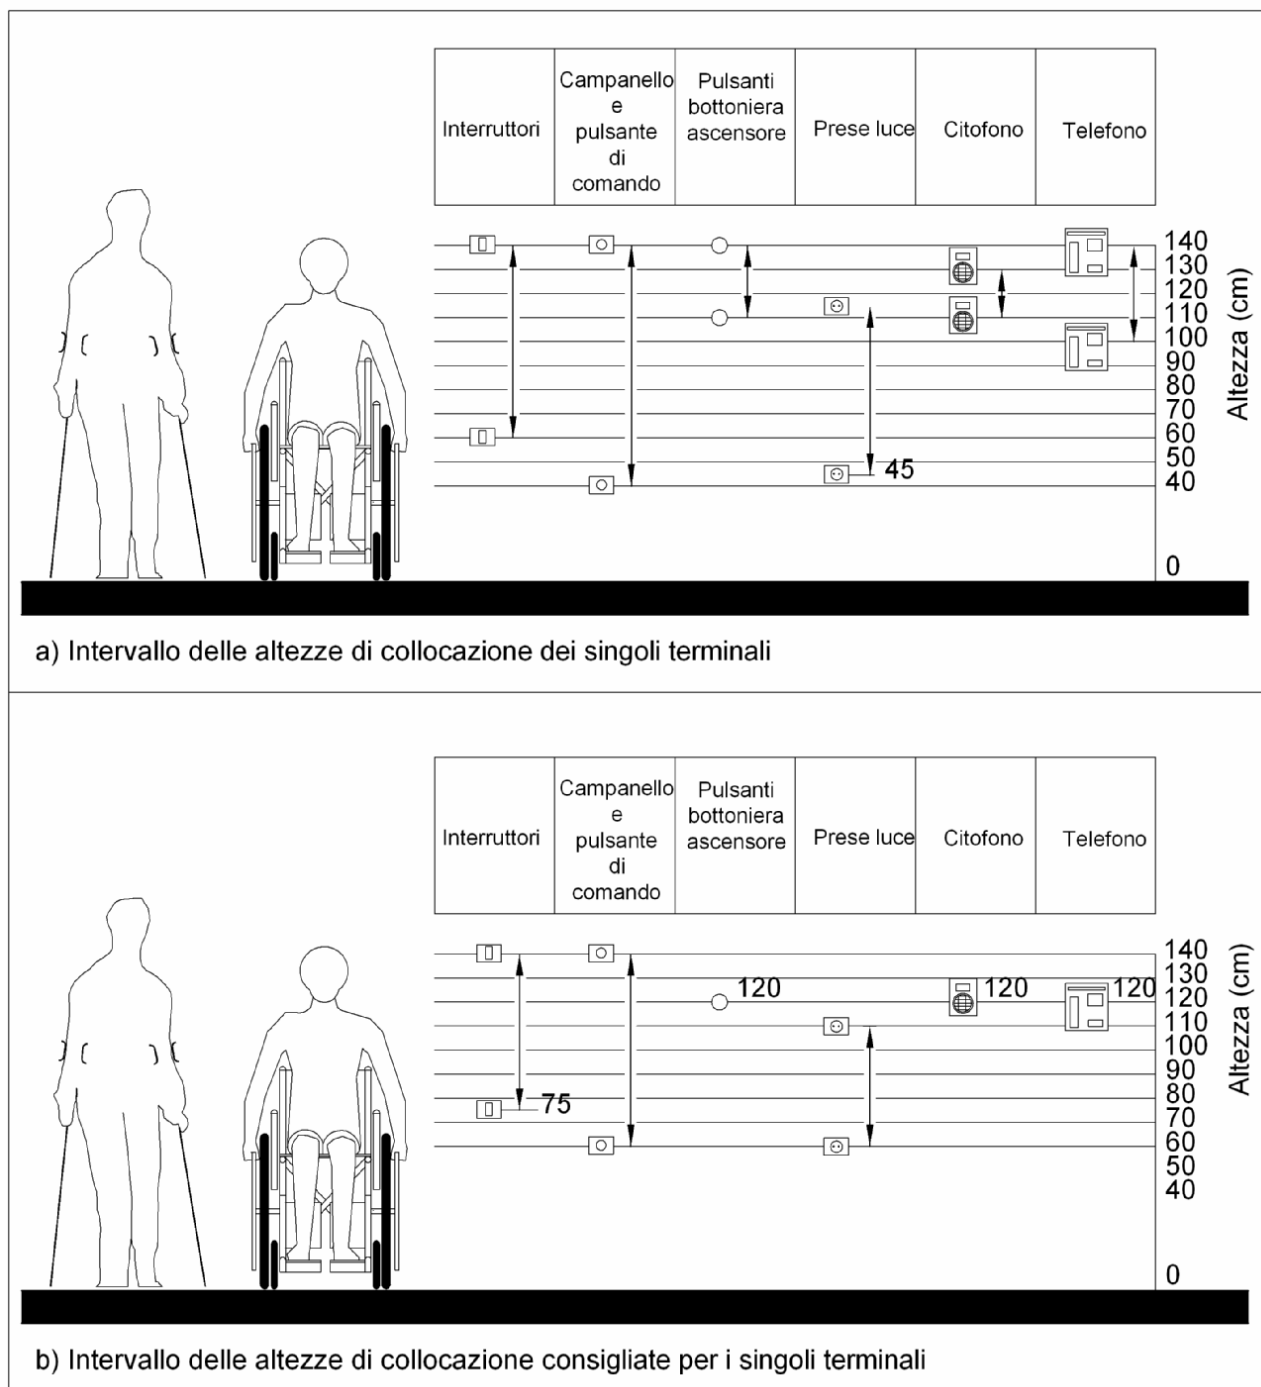 Interruttori
Campanello
e
pulsante
di
comando
Pulsanti
bottoniera
ascensore
Prese luce
Citofono
Telefono
140
130
120
110
100
90
80
70
60
50
40
0
45
Altezza (cm)
a) Intervallo delle altezze di collocazione dei singoli terminali
Interruttori
Campanello
e
pulsante
di
comando
Pulsanti
bottoniera
ascensore
Prese luce
Citofono
Telefono
120
120
120
75
140
130
120
110
100
90
80
70
60
50
40
0
Altezza (cm)
b) Intervallo delle altezze di collocazione consigliate per i singoli terminali